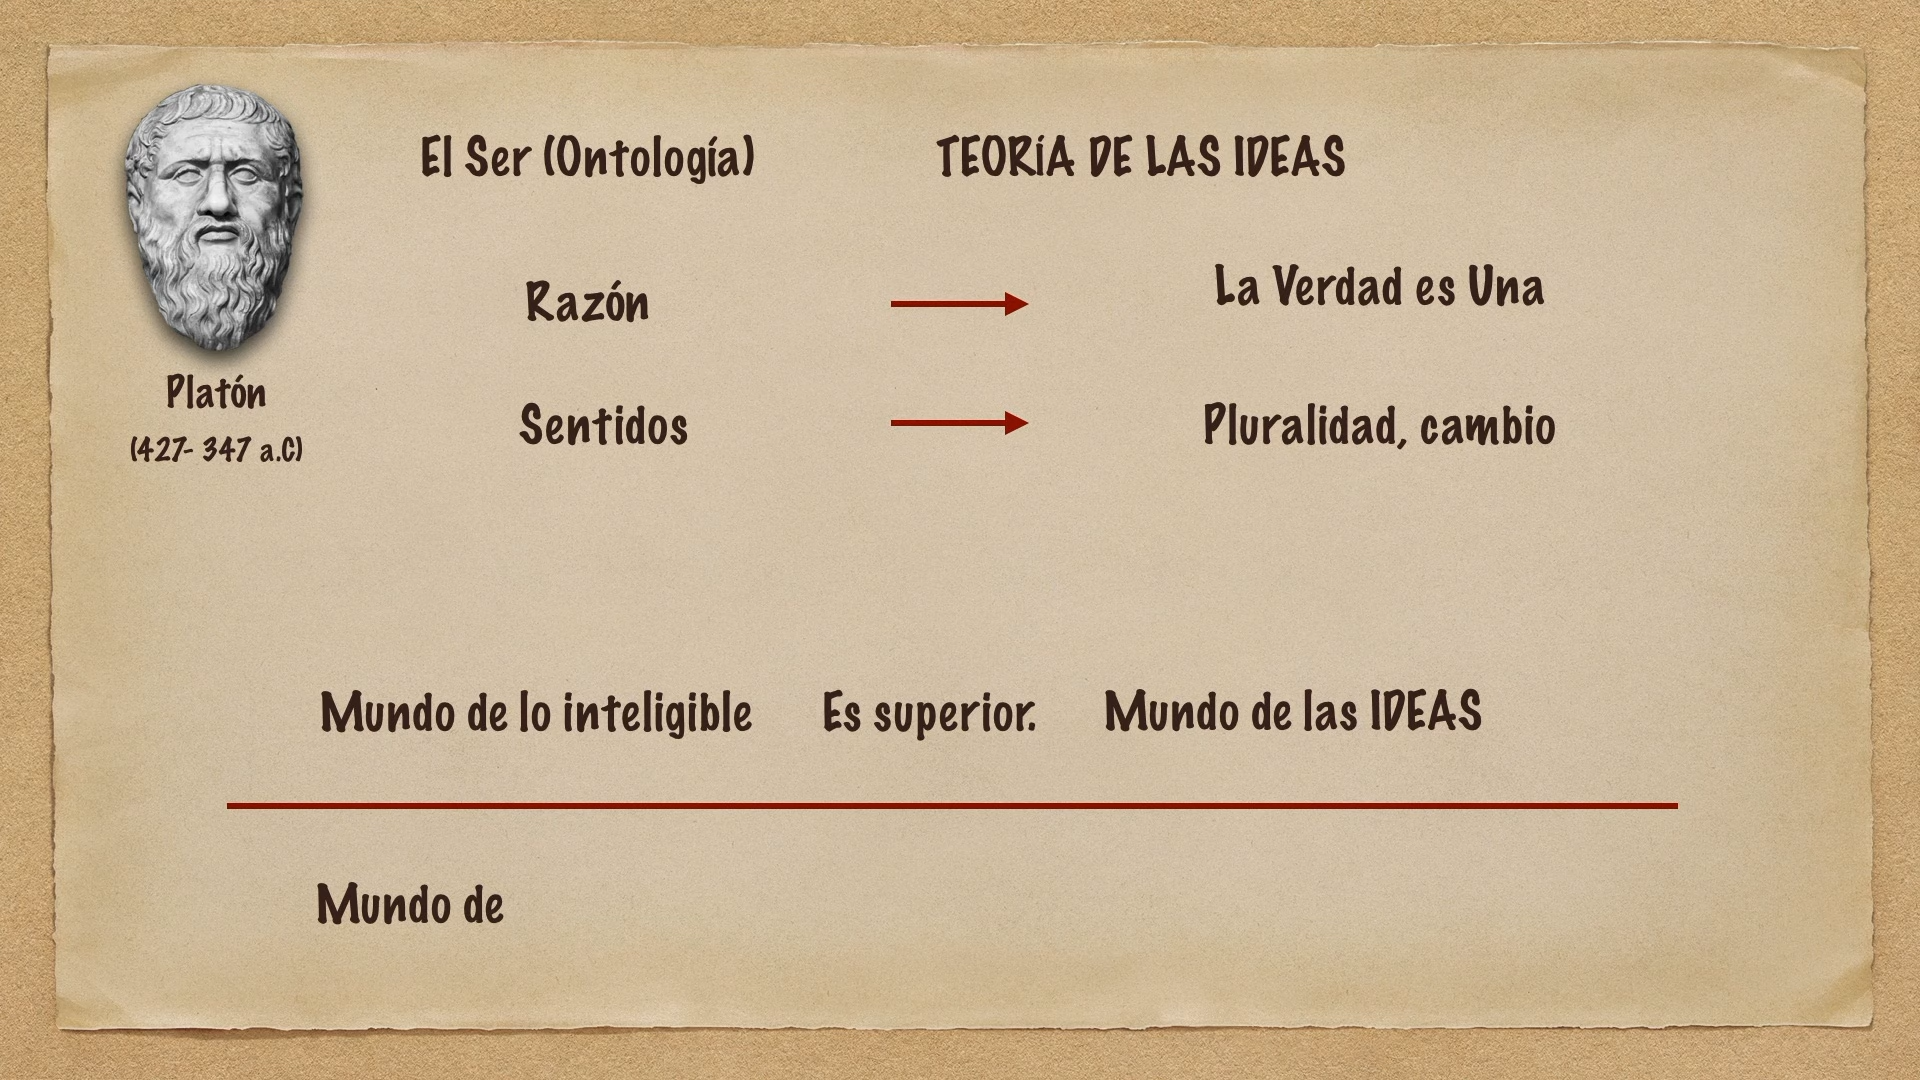 El Ser (Ontología)
TEORÍA DE LAS IDEAS
Razón
La Verdad es Una
Platón
(427- 347 a.C)
Sentidos
Pluralidad, cambio
Mundo de lo inteligible
Es superior.
Mundo de las IDEAS
Mundo de